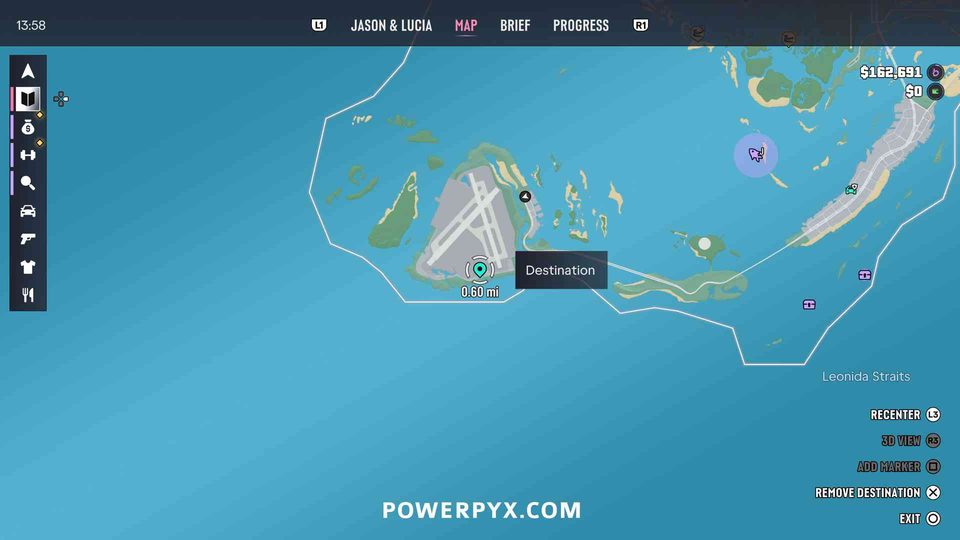 13:58
L1 JASON & LUCIA MAP BRIEF PROGRESS R1
$162,691
$0
Destination
0.60 mi
Leonida Straits
RECENTER L3
3D VIEW R3
ADD MARKER
REMOVE DESTINATION
EXIT
POWERPYX.COM